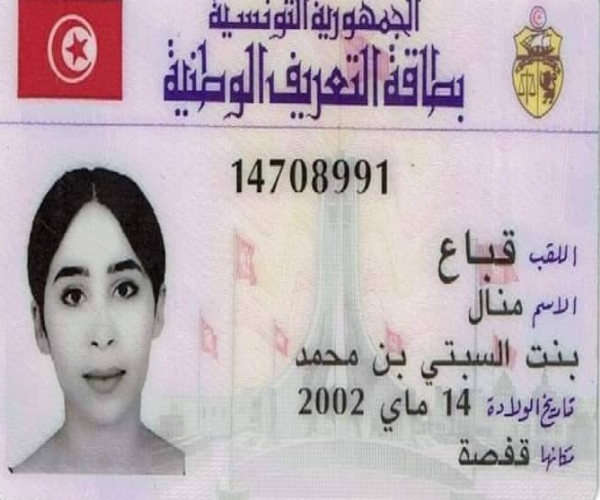 الجمهورية التونسية
بطاقة التعريف الوطنية
14708991
اللقب قباع
الاسم منال
بنت السبتي بن محمد
تاريخ الولادة 14 ماي 2002
مكانها قفصة